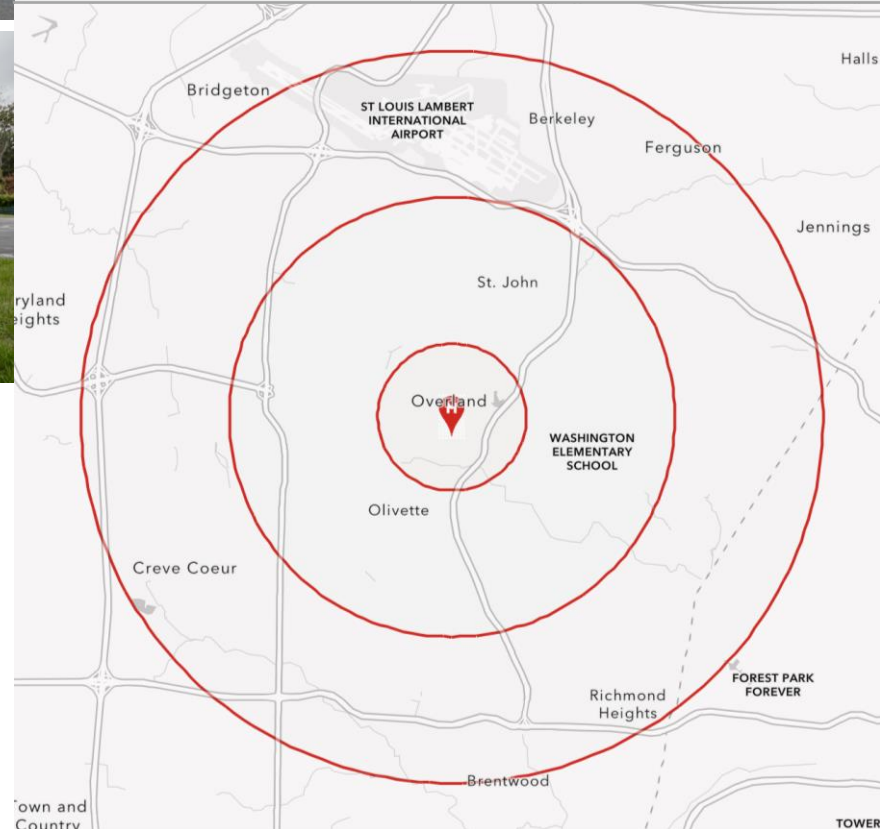 Halls
Bridgeton
ST LOUIS LAMBERT
INTERNATIONAL
AIRPORT
Berkeley
Ferguson
Jennings
St. John
ryland
eights
Overland
H
WASHINGTON
ELEMENTARY
SCHOOL
Olivette
Creve Coeur
FOREST PARK
FOREVER
Richmond
Heights
Brentwood
Town and
Country
TOWER